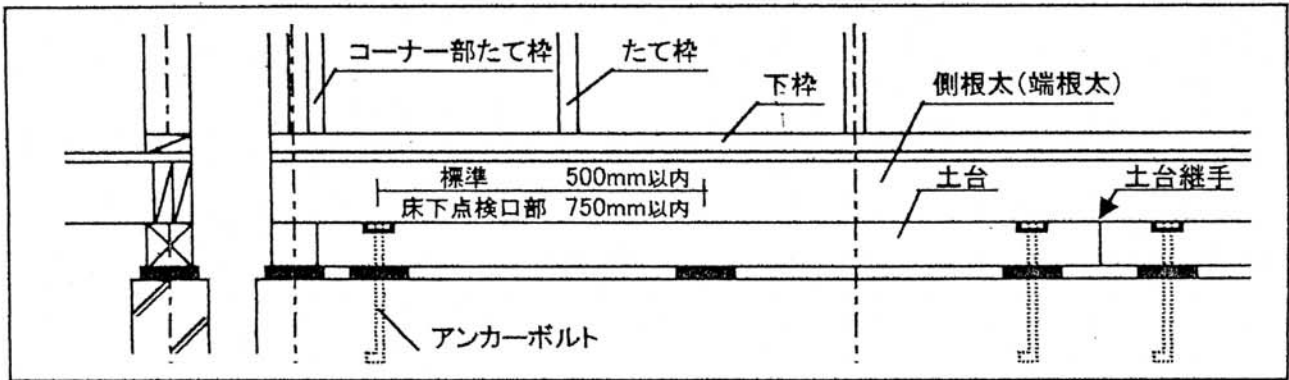 コーナー部たて枠
たて枠
下枠
側根太(端根太)
標準 500mm以内
床下点検口部 750mm以内
土台
土台継手
アンカーボルト